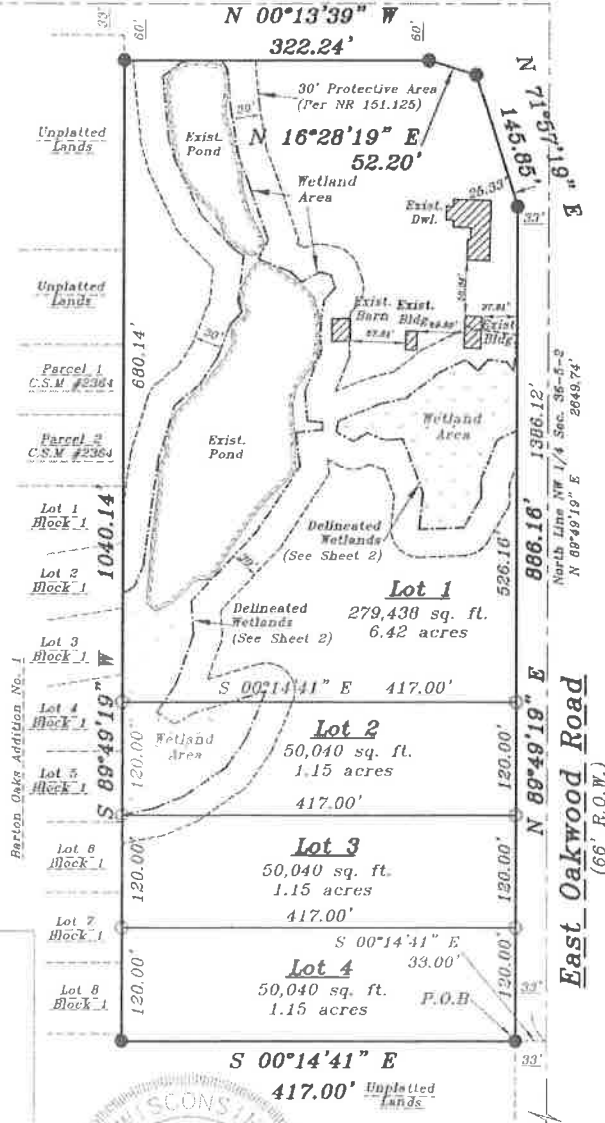 33'
60'
N 00°13'39" W
322.24'
60'
N 71°57'19" E
145.85'
30' Protective Area
(Per NR 151.125)
Unplatted
Lands
Exist.
Pond
30'
N 16°28'19" E
52.20'
Wetland
Area
25.33'
Exist.
Dwl.
33'
Unplatted
Lands
Exist.
Barn
Exist.
Bldg
Exist.
Bldg
30'
680.14'
Parcel 1
C.S.M #2364
Parcel 2
C.S.M #2364
Exist.
Pond
Wetland
Area
1386.12'
North Line NW 1/4 Sec. 36-5-2
N 89°49'19" E 2649.74'
Lot 1
Block 1
Lot 2
Block 1
Lot 3
Block 1
Lot 4
Block 1
Lot 5
Block 1
Lot 6
Block 1
Lot 7
Block 1
Lot 8
Block 1
Barton Oaks Addition No. 1
S 89°49'19" W 1040.14'
Delineated
Wetlands
(See Sheet 2)
Delineated
Wetlands
(See Sheet 2)
526.16'
N 89°49'19" E 886.16'
Lot 1
279,438 sq. ft.
6.42 acres
S 00°14'41" E 417.00'
Wetland
Area
120.00'
Lot 2
50,040 sq. ft.
1.15 acres
120.00'
417.00'
120.00'
Lot 3
50,040 sq. ft.
1.15 acres
120.00'
417.00'
S 00°14'41" E
33.00'
120.00'
Lot 4
50,040 sq. ft.
1.15 acres
P.O.B
120.00'
33'
East Oakwood Road
(66' R.O.W.)
S 00°14'41" E
417.00'
33'
Unplatted
Lands
WISCONSIN